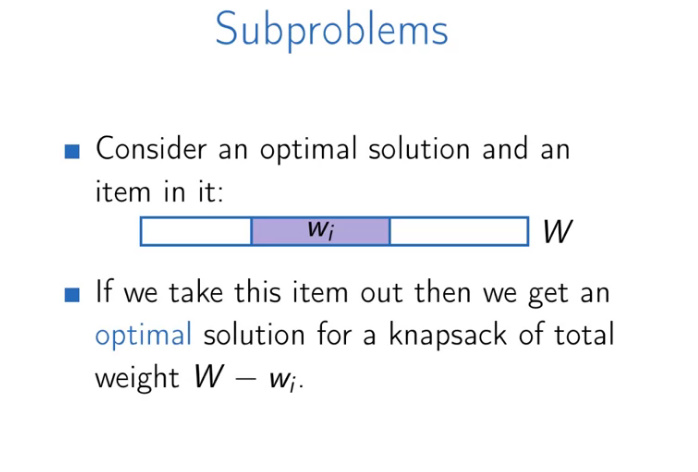 Subproblems
Consider an optimal solution and an
item in it:
wᵢ W
If we take this item out then we get an
optimal solution for a knapsack of total
weight W − wᵢ.